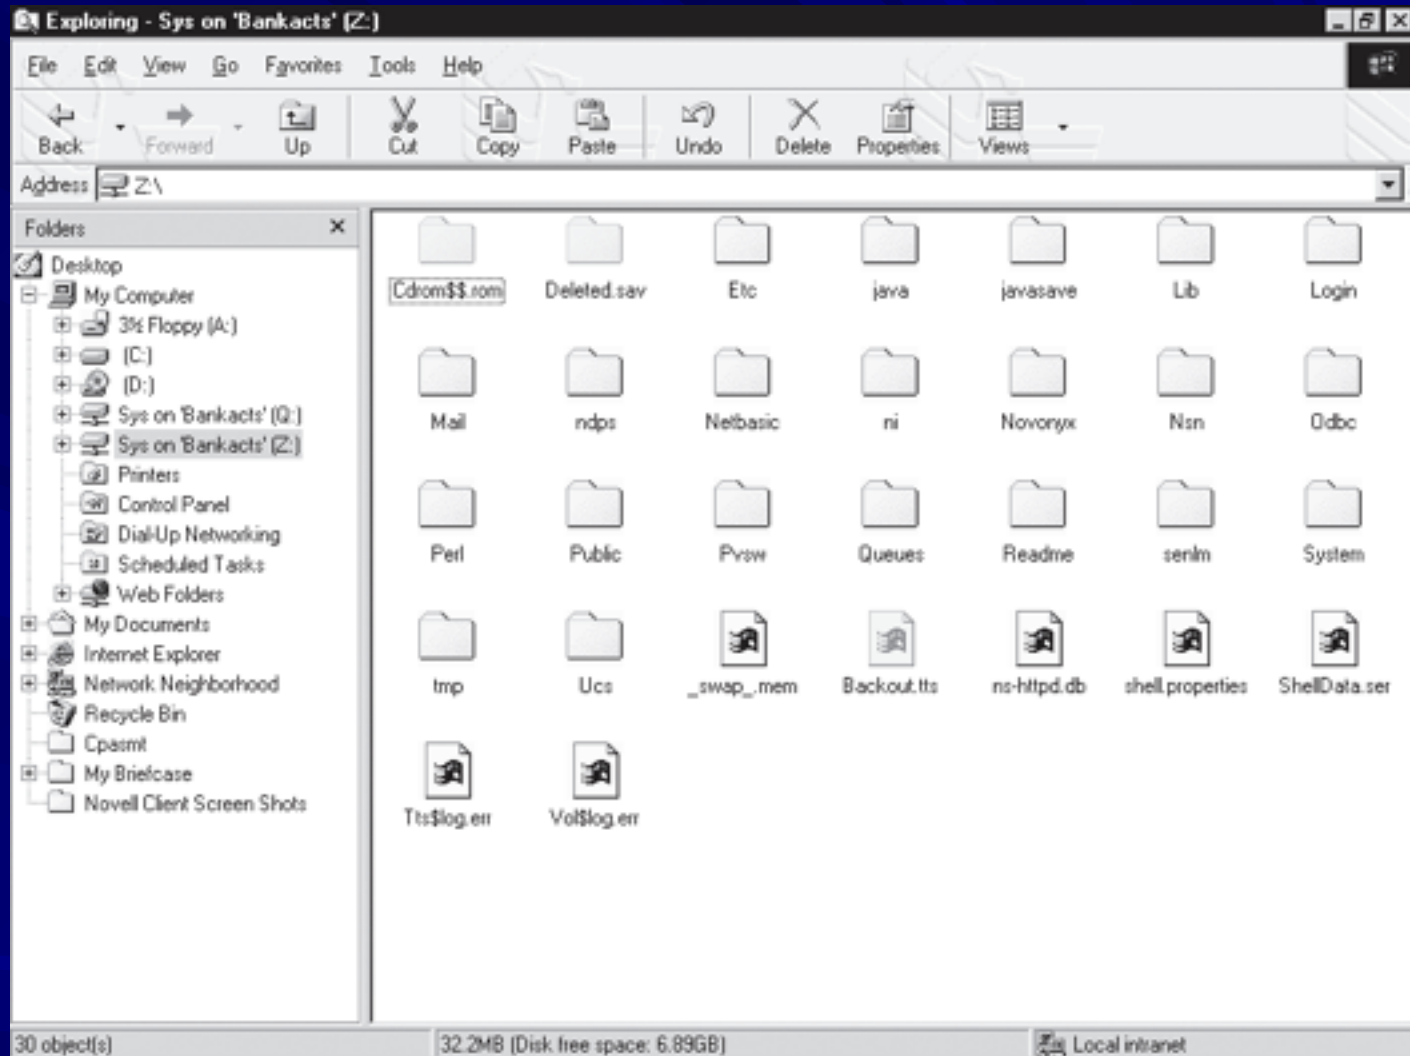 Exploring - Sys on 'Bankacts' (Z:)
File Edit View Go Favorites Tools Help
Back Forward Up Cut Copy Paste Undo Delete Properties Views
Address Z:\
Folders
Desktop
My Computer
3½ Floppy (A:)
(C:)
(D:)
Sys on 'Bankacts' (Q:)
Sys on 'Bankacts' (Z:)
Printers
Control Panel
Dial-Up Networking
Scheduled Tasks
Web Folders
My Documents
Internet Explorer
Network Neighborhood
Recycle Bin
Cpasmt
My Briefcase
Novell Client Screen Shots
Cdrom$$.rom Deleted.sav Etc java javasave Lib Login
Mail ndps Netbasic ni Novonyx Nsn Odbc
Perl Public Pvsw Queues Readme senlm System
tmp Ucs _swap_.mem Backout.tts ns-httpd.db shell.properties ShellData.ser
Tts$log.err Vol$log.err
30 object(s) 32.2MB (Disk free space: 6.89GB) Local intranet